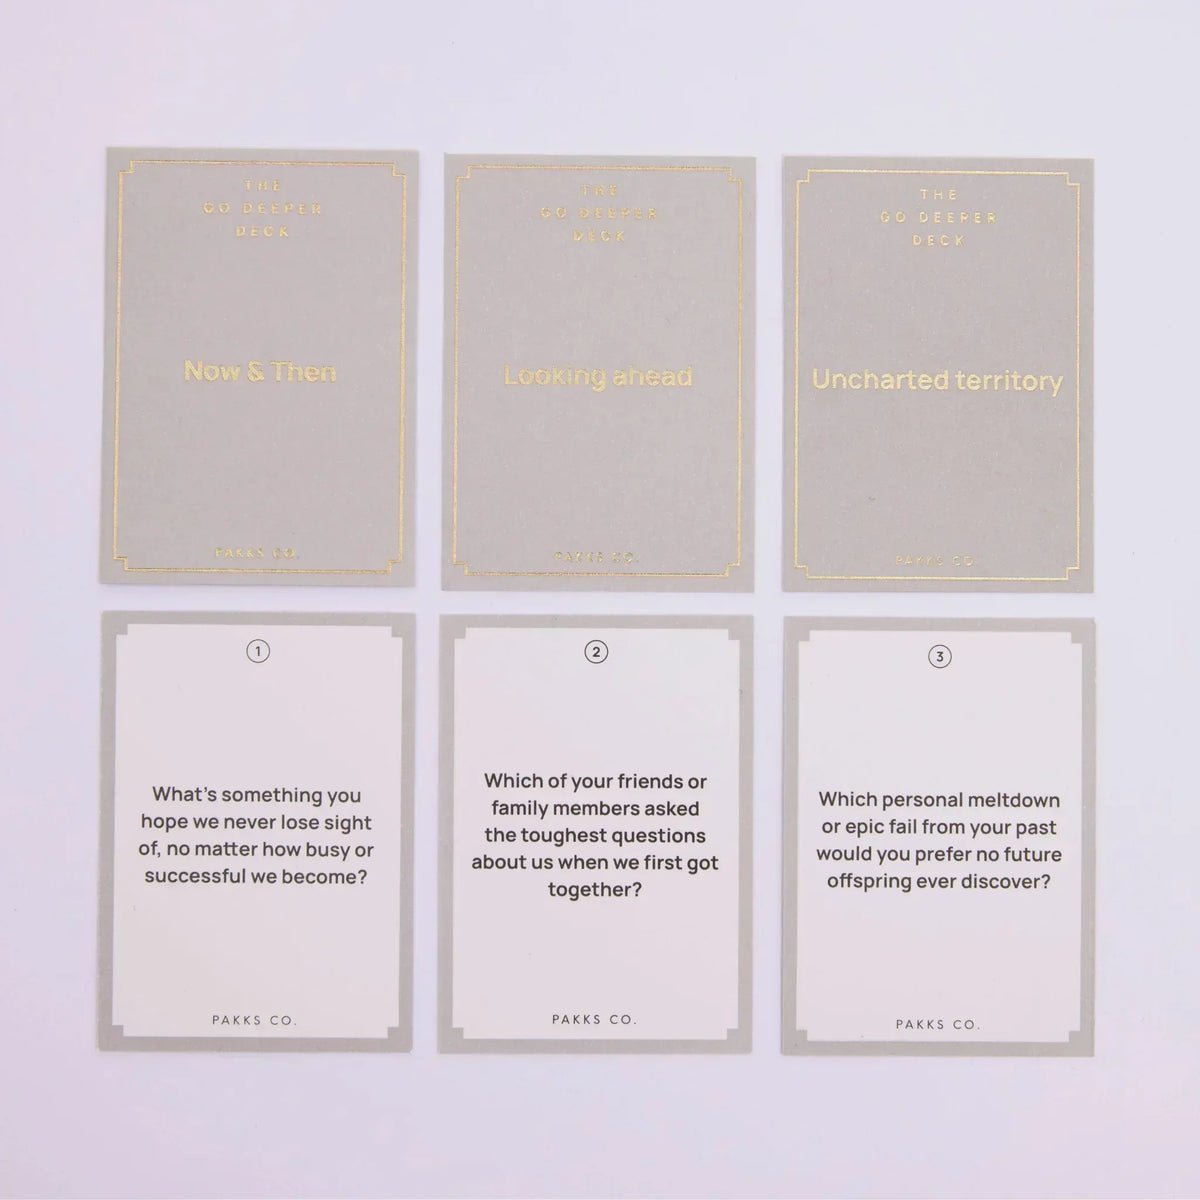 THE
GO DEEPER
DECK
Now & Then
PAKKS CO.
THE
GO DEEPER
DECK
Looking ahead
PAKKS CO.
THE
GO DEEPER
DECK
Uncharted territory
PAKKS CO.
1
What's something you
hope we never lose sight
of, no matter how busy or
successful we become?
PAKKS CO.
2
Which of your friends or
family members asked
the toughest questions
about us when we first got
together?
PAKKS CO.
3
Which personal meltdown
or epic fail from your past
would you prefer no future
offspring ever discover?
PAKKS CO.